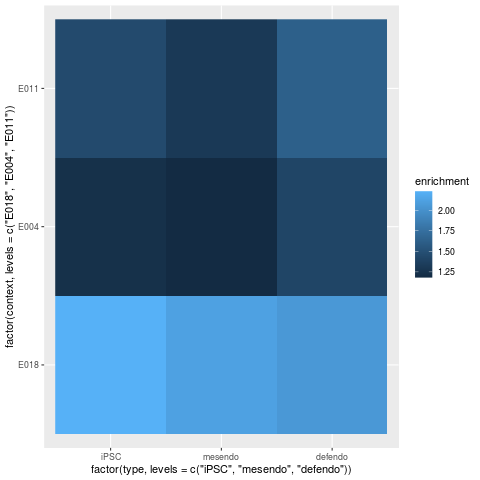 factor(context, levels = c("E018", "E004", "E011"))
E011
E004
E018
iPSC
mesendo
defendo
factor(type, levels = c("iPSC", "mesendo", "defendo"))
enrichment
2.00
1.75
1.50
1.25